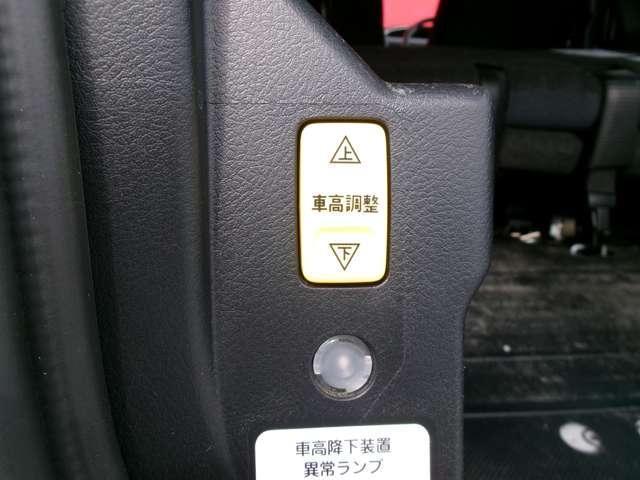 上
車高調整
下
車高降下装置
異常ランプ